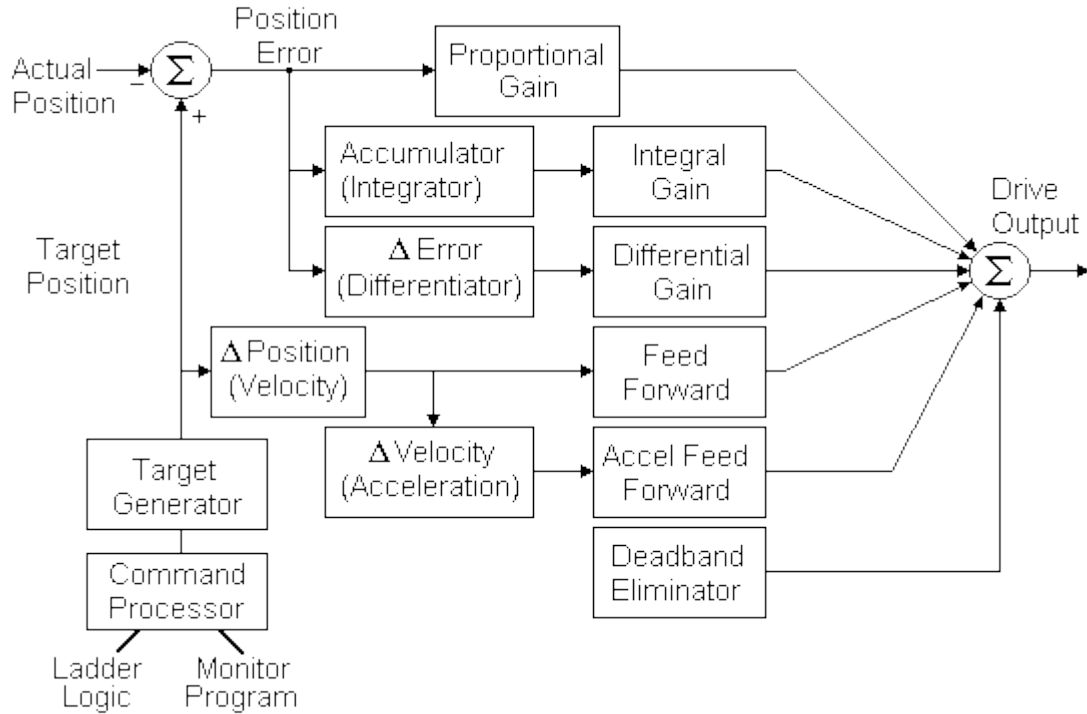 Position
Error
Actual
Position
−
Σ
+
Proportional
Gain
Accumulator
(Integrator)
Integral
Gain
Drive
Output
Target
Position
Δ Error
(Differentiator)
Differential
Gain
Σ
Δ Position
(Velocity)
Feed
Forward
Δ Velocity
(Acceleration)
Accel Feed
Forward
Target
Generator
Deadband
Eliminator
Command
Processor
Ladder
Logic
Monitor
Program